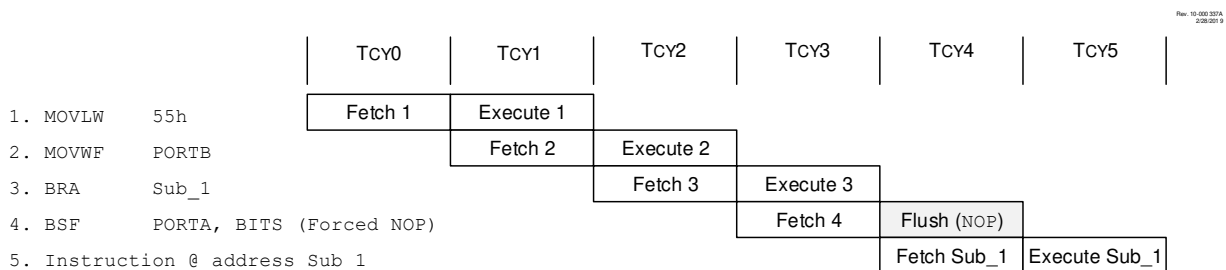 Rev. 10-000 337A
2/28/201 9
TCY0 TCY1 TCY2 TCY3 TCY4 TCY5
1. MOVLW 55h Fetch 1 Execute 1
2. MOVWF PORTB Fetch 2 Execute 2
3. BRA Sub_1 Fetch 3 Execute 3
4. BSF PORTA, BITS (Forced NOP) Fetch 4 Flush (NOP)
5. Instruction @ address Sub 1 Fetch Sub_1 Execute Sub_1